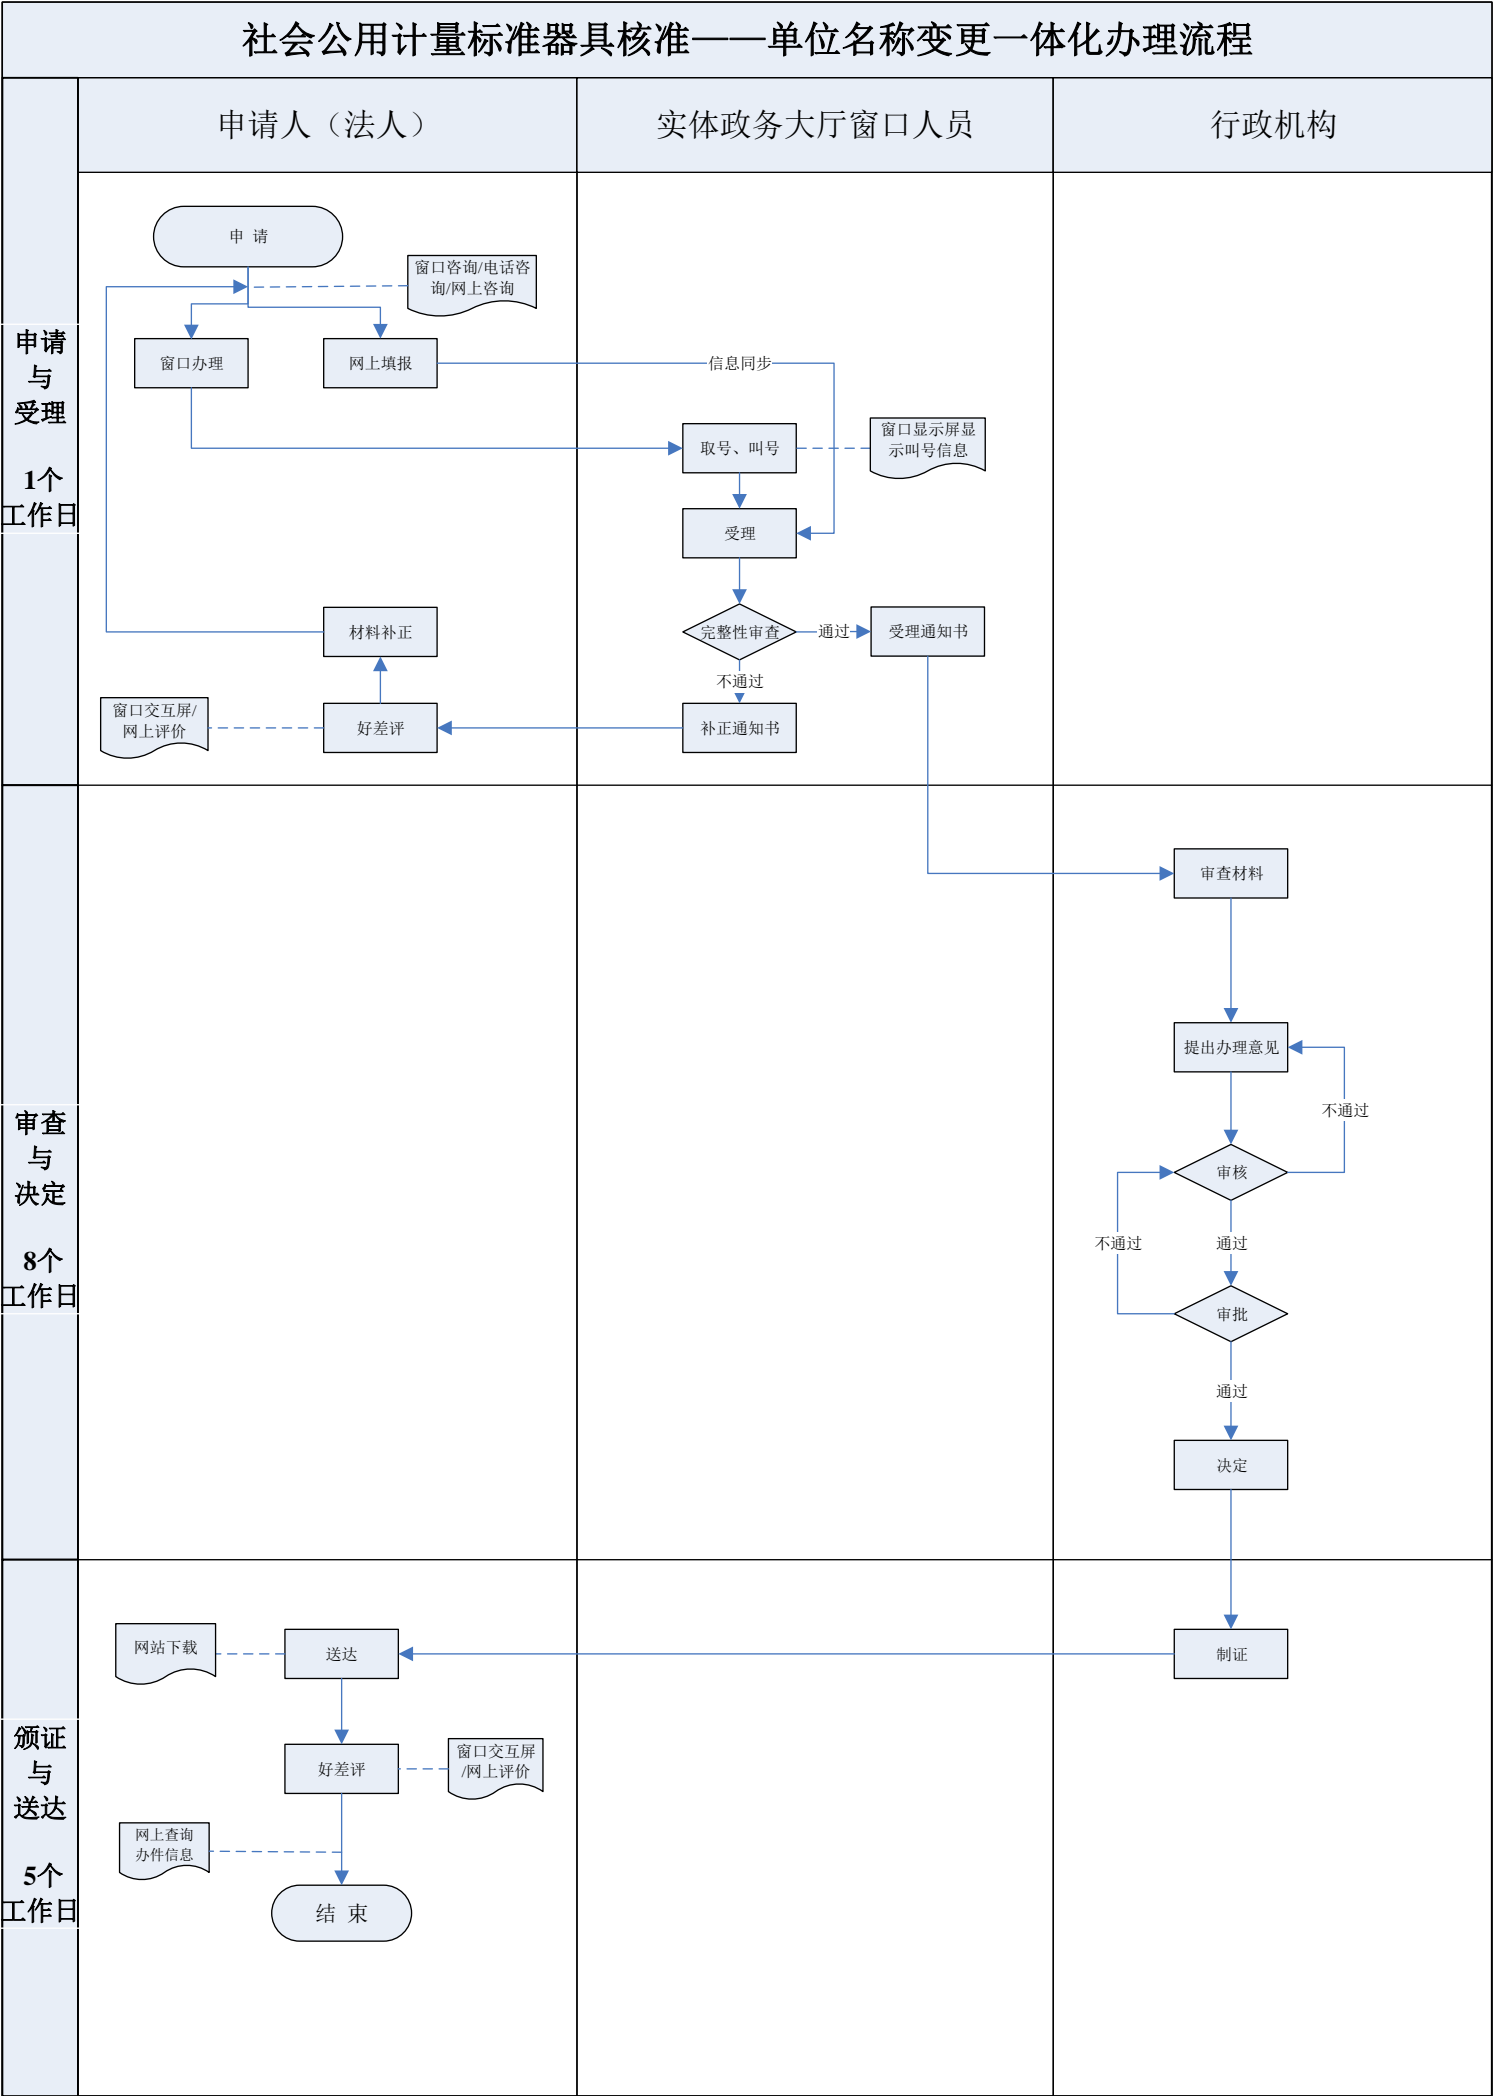 社会公用计量标准器具核准——单位名称变更一体化办理流程
申请人（法人）
实体政务大厅窗口人员
行政机构
申请
与
受理
1个
工作日
申 请
窗口咨询/电话咨
询/网上咨询
窗口办理
网上填报
信息同步
取号、叫号
窗口显示屏显
示叫号信息
受理
完整性审查
通过
受理通知书
不通过
补正通知书
材料补正
好差评
窗口交互屏/
网上评价
审查
与
决定
8个
工作日
审查材料
提出办理意见
不通过
审核
不通过
通过
审批
通过
决定
颁证
与
送达
5个
工作日
制证
送达
网站下载
好差评
窗口交互屏
/网上评价
网上查询
办件信息
结 束